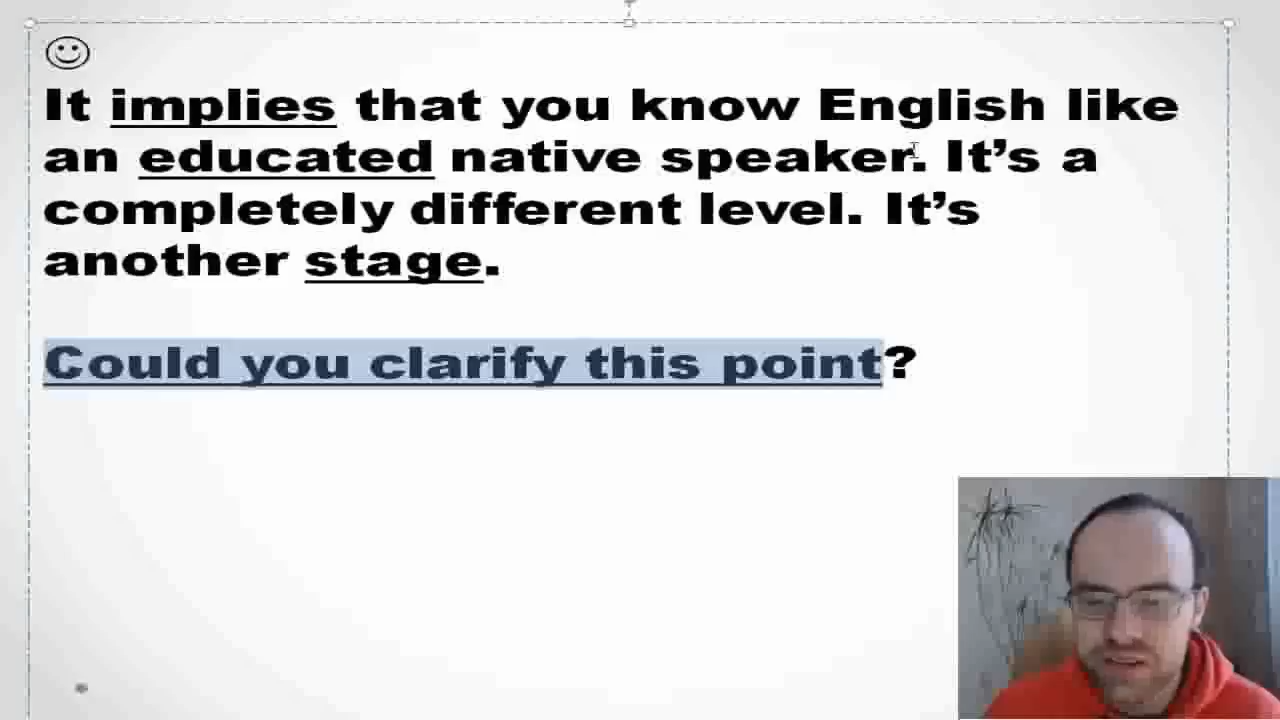 It implies that you know English like
an educated native speaker. It’s a
completely different level. It’s
another stage.
Could you clarify this point?